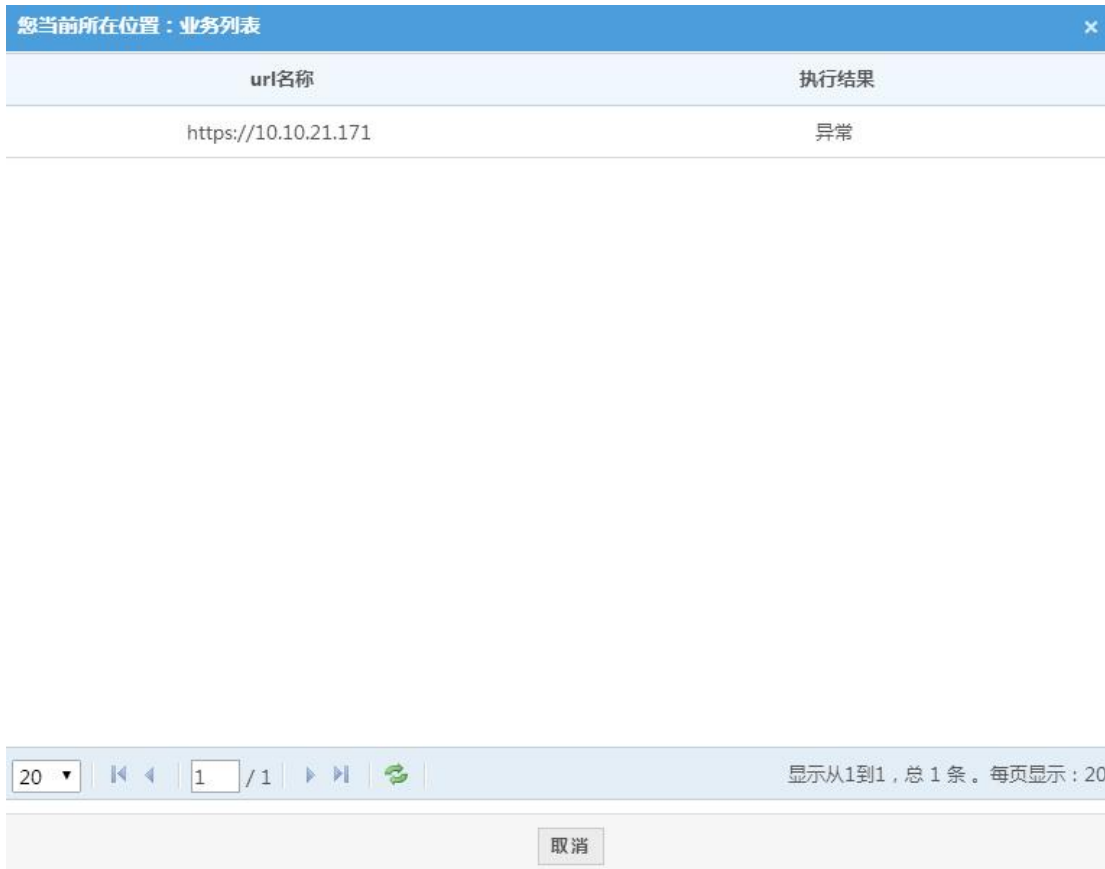 您当前所在位置：业务列表 ×
url名称 执行结果
https://10.10.21.171 异常
20 1 / 1 显示从1到1，总 1 条 。每页显示：20
取消